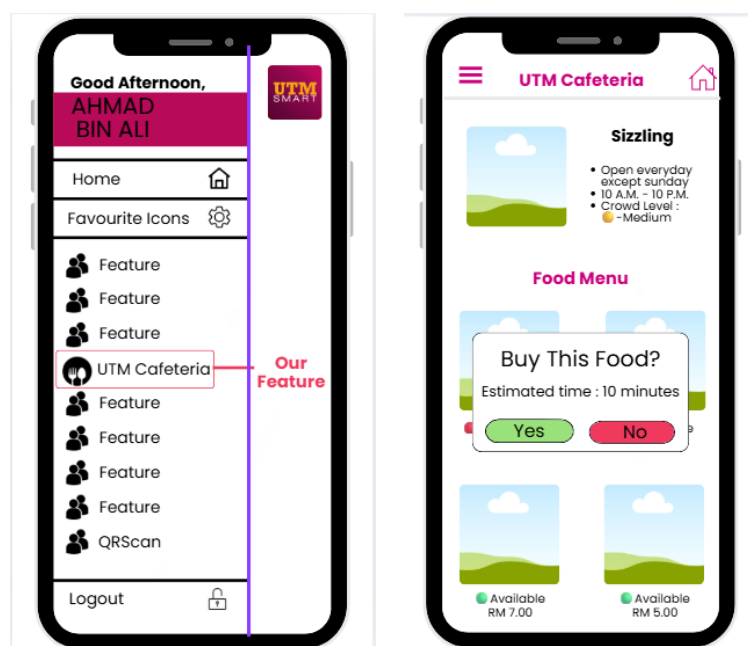 Good Afternoon,
AHMAD
BIN ALI
UTM
SMART
Home
Favourite Icons
Feature
Feature
Feature
UTM Cafeteria
Our
Feature
Feature
Feature
Feature
Feature
QRScan
Logout
UTM Cafeteria
Sizzling
• Open everyday
except sunday
• 10 A.M. - 10 P.M.
• Crowd Level :
-Medium
Food Menu
Buy This Food?
Estimated time : 10 minutes
Yes
No
Available
RM 7.00
Available
RM 5.00